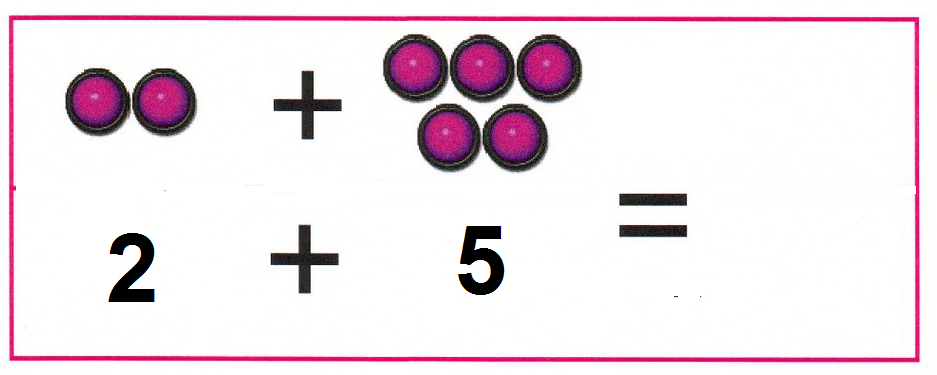 +
2 + 5 =